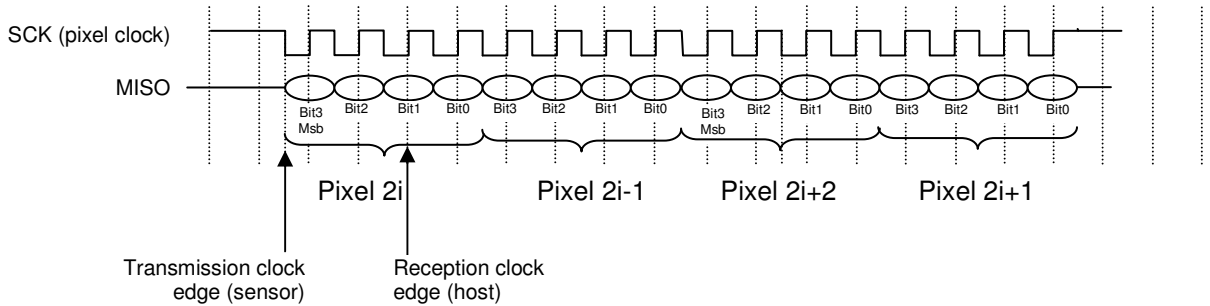 SCK (pixel clock)
MISO
Bit3 Bit2 Bit1 Bit0 Bit3 Bit2 Bit1 Bit0 Bit3 Bit2 Bit1 Bit0 Bit3 Bit2 Bit1 Bit0
Msb Msb
Pixel 2i Pixel 2i-1 Pixel 2i+2 Pixel 2i+1
Transmission clock
edge (sensor)
Reception clock
edge (host)